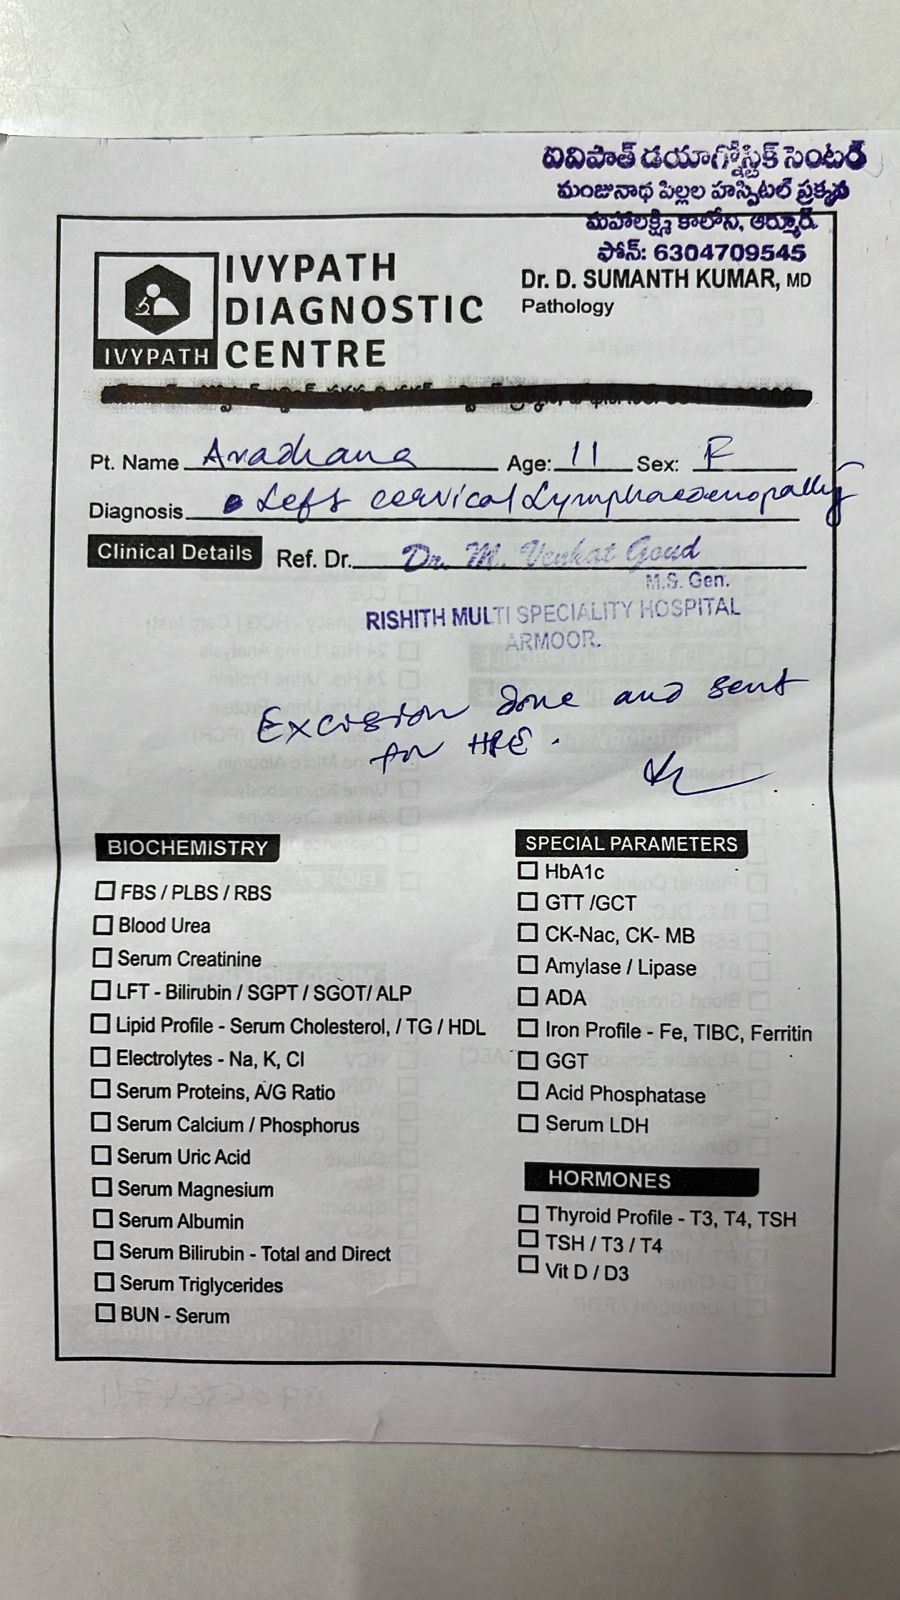 ఐవిపాత్ డయాగ్నోస్టిక్ సెంటర్
మంజునాథ పిల్లల హస్పిటల్ ప్రక్కన
మహాలక్ష్మి కాలోని, ఆర్మూర్.
ఫోన్: 6304709545
IVYPATH
DIAGNOSTIC
CENTRE
IVYPATH
Dr. D. SUMANTH KUMAR, MD
Pathology
Pt. Name Aradhana Age: 11 Sex: F
Diagnosis Left cervical Lymphadenopathy
Clinical Details Ref. Dr. Dr. M. Venkat Goud
M.S. Gen.
RISHITH MULTI SPECIALITY HOSPITAL
ARMOOR.
Excision done and sent
for HPE.
BIOCHEMISTRY
FBS / PLBS / RBS
Blood Urea
Serum Creatinine
LFT - Bilirubin / SGPT / SGOT/ ALP
Lipid Profile - Serum Cholesterol, / TG / HDL
Electrolytes - Na, K, Cl
Serum Proteins, A/G Ratio
Serum Calcium / Phosphorus
Serum Uric Acid
Serum Magnesium
Serum Albumin
Serum Bilirubin - Total and Direct
Serum Triglycerides
BUN - Serum
SPECIAL PARAMETERS
HbA1c
GTT /GCT
CK-Nac, CK- MB
Amylase / Lipase
ADA
Iron Profile - Fe, TIBC, Ferritin
GGT
Acid Phosphatase
Serum LDH
HORMONES
Thyroid Profile - T3, T4, TSH
TSH / T3 / T4
Vit D / D3